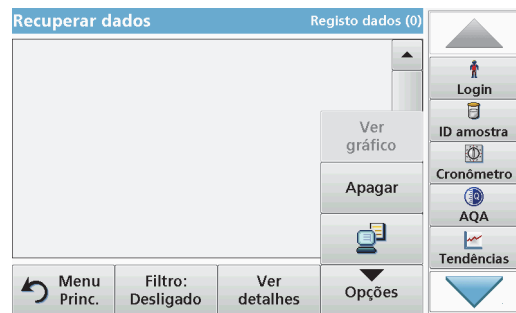 Recuperar dados
Registo dados (0)
Login
ID amostra
Cronômetro
AQA
Tendências
Ver
gráfico
Apagar
Menu
Princ.
Filtro:
Desligado
Ver
detalhes
Opções